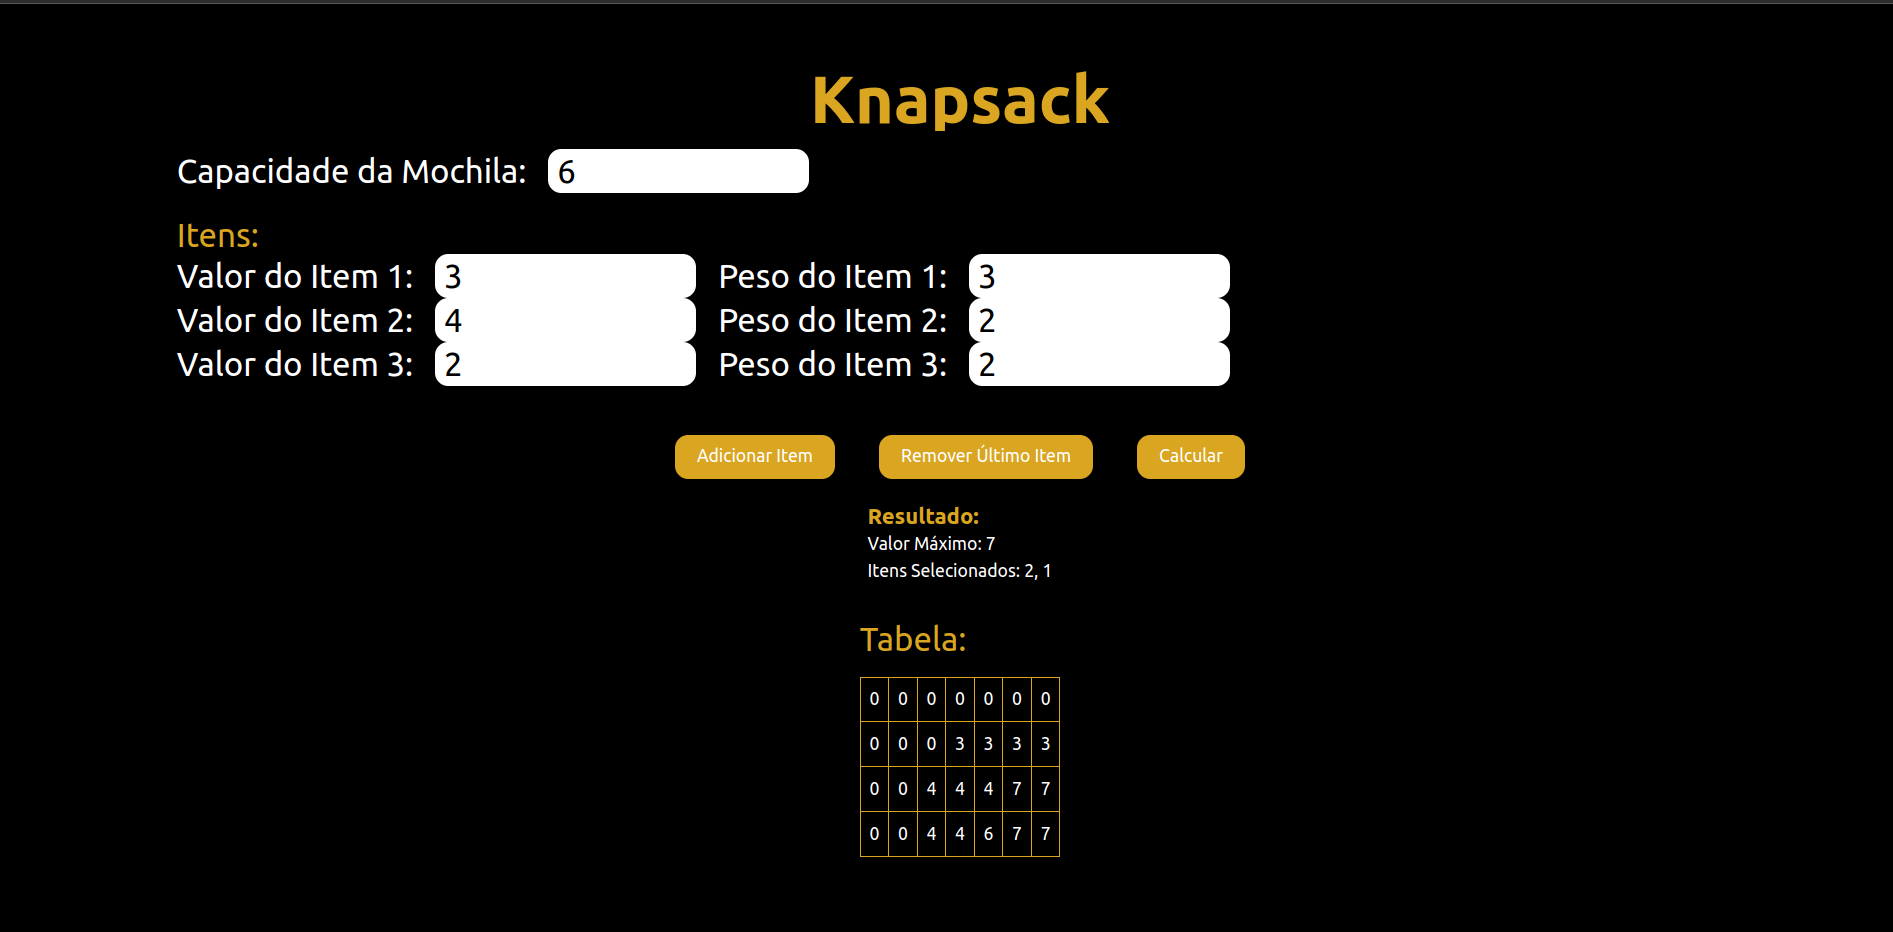 Knapsack
Capacidade da Mochila: 6
Itens:
Valor do Item 1: 3 Peso do Item 1: 3
Valor do Item 2: 4 Peso do Item 2: 2
Valor do Item 3: 2 Peso do Item 3: 2
Adicionar Item Remover Último Item Calcular
Resultado:
Valor Máximo: 7
Itens Selecionados: 2, 1
Tabela:
0 0 0 0 0 0 0
0 0 0 3 3 3 3
0 0 4 4 4 7 7
0 0 4 4 6 7 7